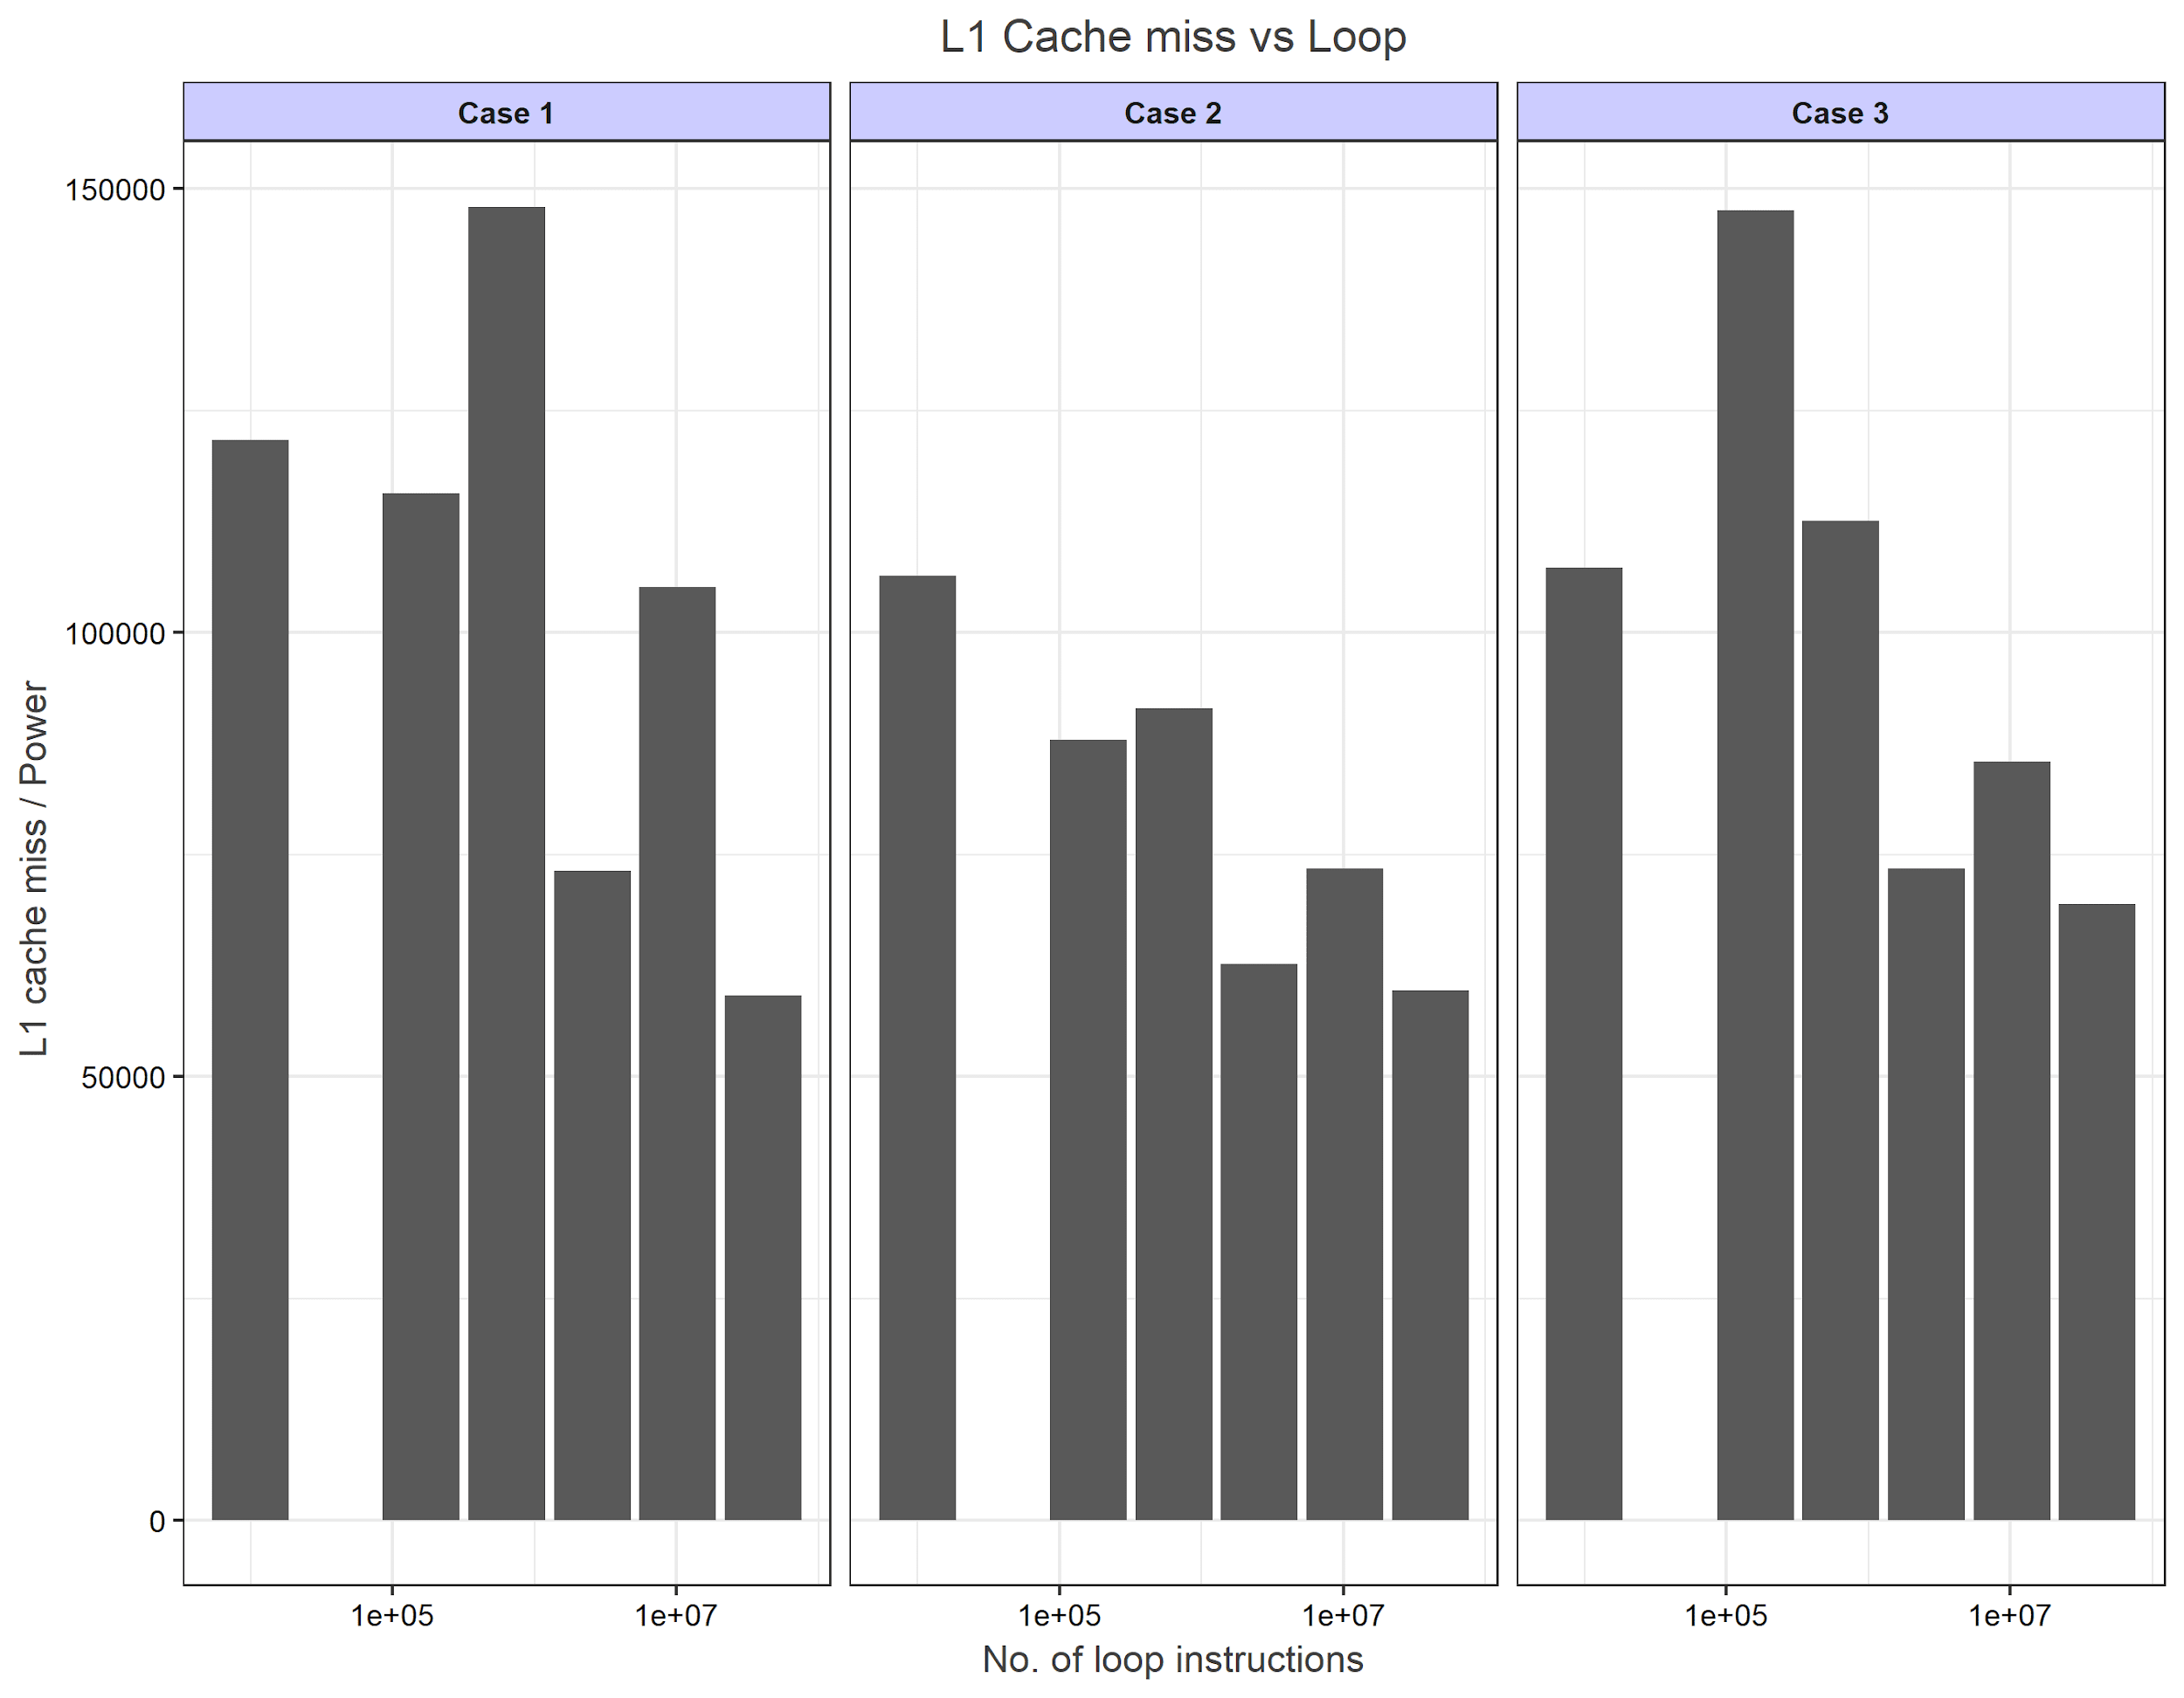 L1 Cache miss vs Loop
Case 1
Case 2
Case 3
L1 cache miss / Power
150000
100000
50000
0
1e+05
1e+07
1e+05
1e+07
1e+05
1e+07
No. of loop instructions